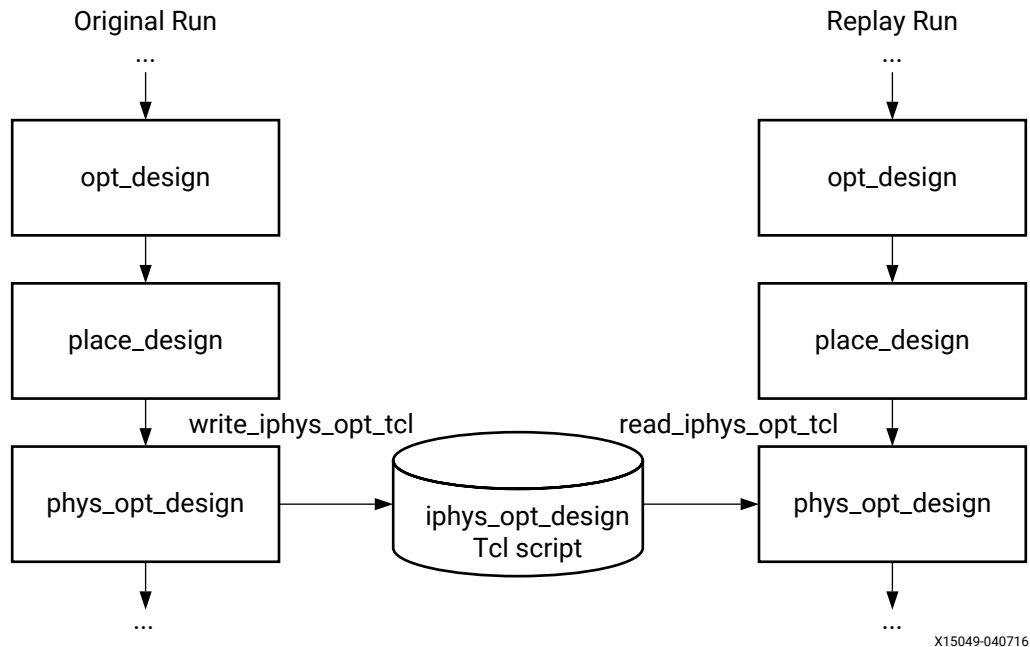 Original Run
...
opt_design
place_design
write_iphys_opt_tcl
phys_opt_design
...
iphys_opt_design
Tcl script
Replay Run
...
opt_design
place_design
read_iphys_opt_tcl
phys_opt_design
...
X15049-040716